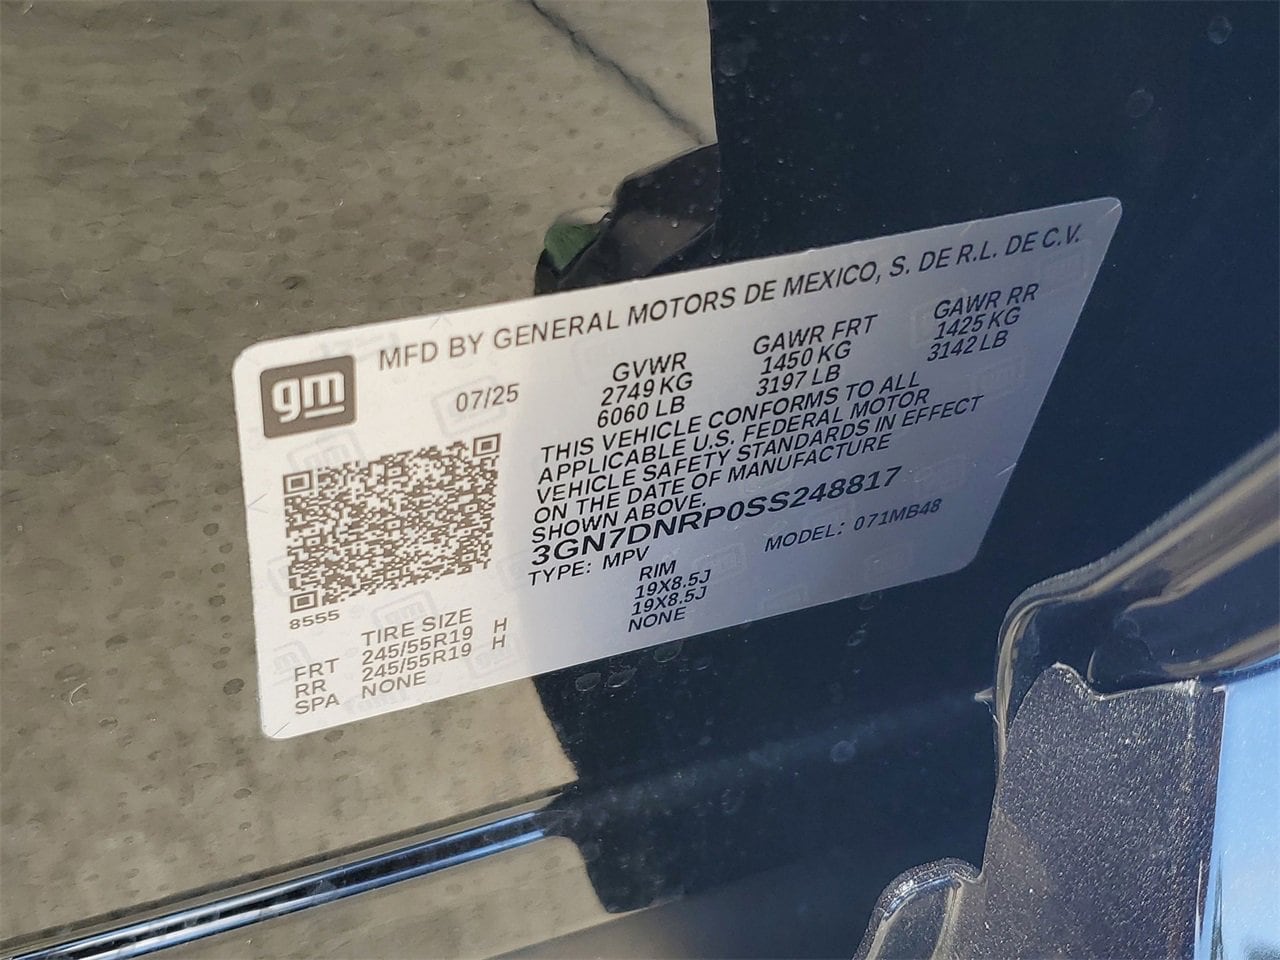 MFD BY GENERAL MOTORS DE MEXICO, S. DE R.L. DE C.V.
gm
07/25
GVWR GAWR FRT GAWR RR
2749 KG 1450 KG 1425 KG
6060 LB 3197 LB 3142 LB
THIS VEHICLE CONFORMS TO ALL
APPLICABLE U.S. FEDERAL MOTOR
VEHICLE SAFETY STANDARDS IN EFFECT
ON THE DATE OF MANUFACTURE
SHOWN ABOVE.
3GN7DNRP0SS248817
TYPE: MPV MODEL: 071MB48
8555
TIRE SIZE RIM
FRT 245/55R19 H 19X8.5J
RR 245/55R19 H 19X8.5J
SPA NONE NONE